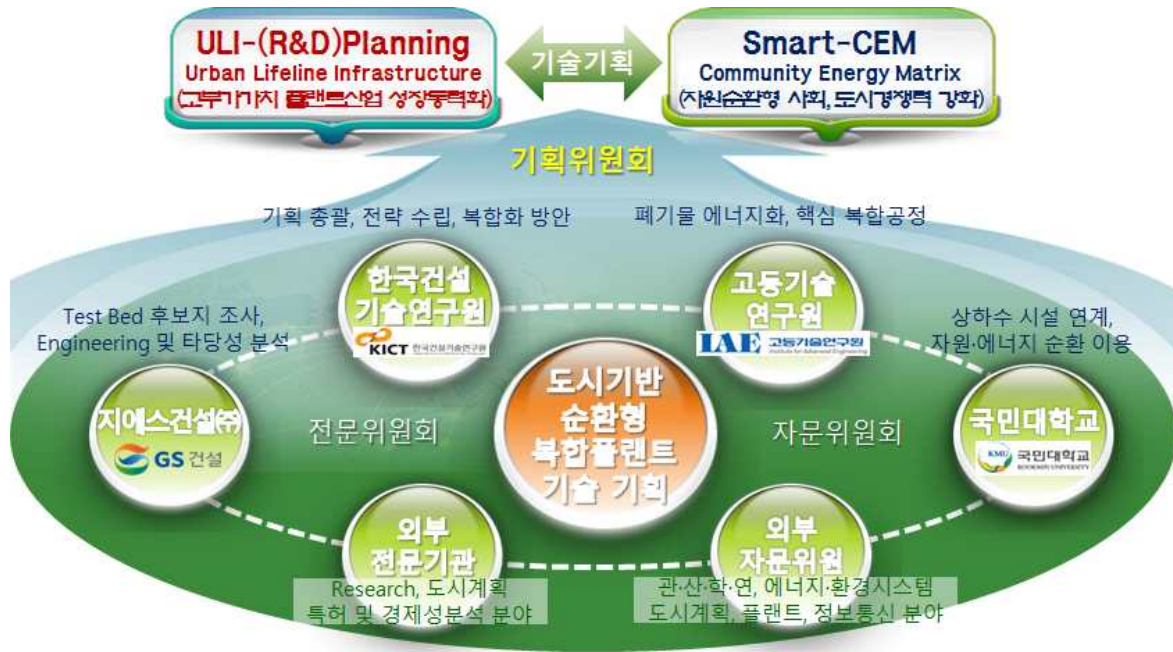 ULI-(R&D)Planning
Urban Lifeline Infrastructure
(고부가가치 플랜트산업 성장동력화)
기술기획
Smart-CEM
Community Energy Matrix
(자원순환형 사회, 도시경쟁력 강화)
기획위원회
기획 총괄, 전략 수립, 복합화 방안
폐기물 에너지화, 핵심 복합공정
한국건설
기술연구원
KICT 한국건설기술연구원
고등기술
연구원
IAE 고등기술연구원
Institute for Advanced Engineering
Test Bed 후보지 조사,
Engineering 및 타당성 분석
상하수 시설 연계,
자원·에너지 순환 이용
지에스건설㈜
GS건설
전문위원회
도시기반
순환형
복합플랜트
기술 기획
자문위원회
국민대학교
KMU 국민대학교
KOOKMIN UNIVERSITY
외부
전문기관
Research, 도시계획
특허 및 경제성분석 분야
외부
자문위원
관·산·학·연, 에너지·환경시스템
도시계획, 플랜트, 정보통신 분야